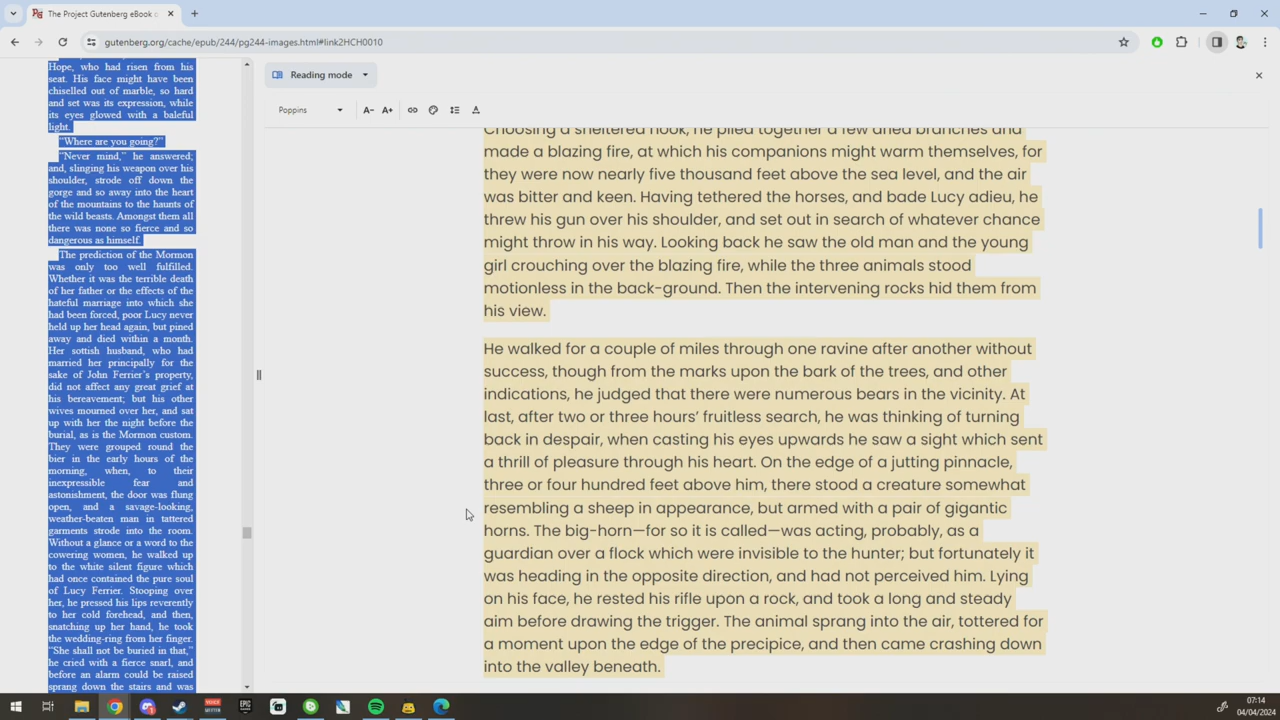 The Project Gutenberg eBook o
gutenberg.org/cache/epub/244/pg244-images.html#link2HCH0010
Hope, who had risen from his
seat. His face might have been
chiselled out of marble, so hard
and set was its expression, while
its eyes glowed with a baleful
light.
“Where are you going?”
“Never mind,” he answered;
and, slinging his weapon over his
shoulder, strode off down the
gorge and so away into the heart
of the mountains to the haunts of
the wild beasts. Amongst them all
there was none so fierce and so
dangerous as himself.
The prediction of the Mormon
was only too well fulfilled.
Whether it was the terrible death
of her father or the effects of the
hateful marriage into which she
had been forced, poor Lucy never
held up her head again, but pined
away and died within a month.
Her sottish husband, who had
married her principally for the
sake of John Ferrier’s property,
did not affect any great grief at
his bereavement; but his other
wives mourned over her, and sat
up with her the night before the
burial, as is the Mormon custom.
They were grouped round the
bier in the early hours of the
morning, when, to their
inexpressible fear and
astonishment, the door was flung
open, and a savage-looking,
weather-beaten man in tattered
garments strode into the room.
Without a glance or a word to the
cowering women, he walked up
to the white silent figure which
had once contained the pure soul
of Lucy Ferrier. Stooping over
her, he pressed his lips reverently
to her cold forehead, and then,
snatching up her hand, he took
the wedding-ring from her finger.
“She shall not be buried in that,”
he cried with a fierce snarl, and
before an alarm could be raised
sprang down the stairs and was
Reading mode
Poppins
A-
A+
Choosing a sheltered nook, he piled together a few dried branches and
made a blazing fire, at which his companions might warm themselves, for
they were now nearly five thousand feet above the sea level, and the air
was bitter and keen. Having tethered the horses, and bade Lucy adieu, he
threw his gun over his shoulder, and set out in search of whatever chance
might throw in his way. Looking back he saw the old man and the young
girl crouching over the blazing fire, while the three animals stood
motionless in the back-ground. Then the intervening rocks hid them from
his view.
He walked for a couple of miles through one ravine after another without
success, though from the marks upon the bark of the trees, and other
indications, he judged that there were numerous bears in the vicinity. At
last, after two or three hours’ fruitless search, he was thinking of turning
back in despair, when casting his eyes upwards he saw a sight which sent
a thrill of pleasure through his heart. On the edge of a jutting pinnacle,
three or four hundred feet above him, there stood a creature somewhat
resembling a sheep in appearance, but armed with a pair of gigantic
horns. The big-horn—for so it is called—was acting, probably, as a
guardian over a flock which were invisible to the hunter; but fortunately it
was heading in the opposite direction, and had not perceived him. Lying
on his face, he rested his rifle upon a rock, and took a long and steady
aim before drawing the trigger. The animal sprang into the air, tottered for
a moment upon the edge of the precipice, and then came crashing down
into the valley beneath.
07:14
04/04/2024